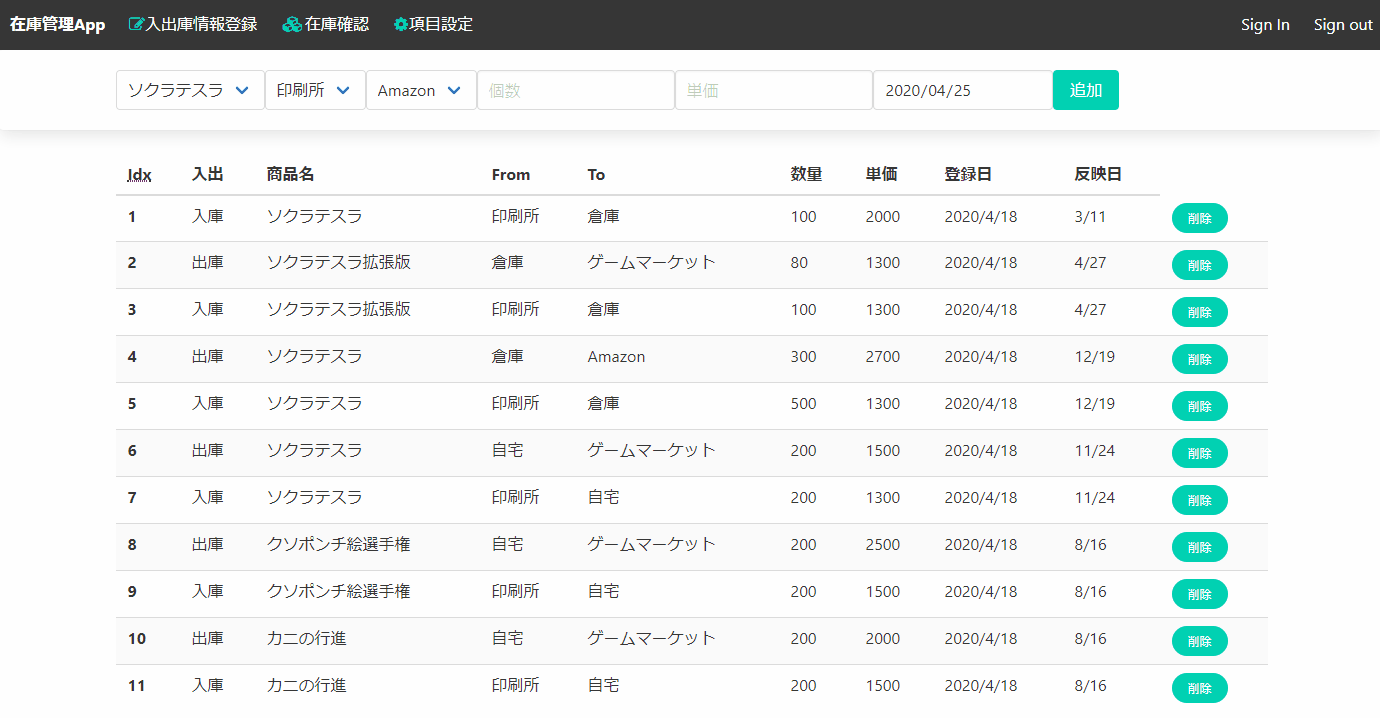 在庫管理App 入出庫情報登録 在庫確認 項目設定 Sign In Sign out
ソクラテスラ 印刷所 Amazon 個数 単価 2020/04/25 追加
Idx 入出 商品名 From To 数量 単価 登録日 反映日
1 入庫 ソクラテスラ 印刷所 倉庫 100 2000 2020/4/18 3/11 削除
2 出庫 ソクラテスラ拡張版 倉庫 ゲームマーケット 80 1300 2020/4/18 4/27 削除
3 入庫 ソクラテスラ拡張版 印刷所 倉庫 100 1300 2020/4/18 4/27 削除
4 出庫 ソクラテスラ 倉庫 Amazon 300 2700 2020/4/18 12/19 削除
5 入庫 ソクラテスラ 印刷所 倉庫 500 1300 2020/4/18 12/19 削除
6 出庫 ソクラテスラ 自宅 ゲームマーケット 200 1500 2020/4/18 11/24 削除
7 入庫 ソクラテスラ 印刷所 自宅 200 1300 2020/4/18 11/24 削除
8 出庫 クソポンチ絵選手権 自宅 ゲームマーケット 200 2500 2020/4/18 8/16 削除
9 入庫 クソポンチ絵選手権 印刷所 自宅 200 1500 2020/4/18 8/16 削除
10 出庫 カニの行進 自宅 ゲームマーケット 200 2000 2020/4/18 8/16 削除
11 入庫 カニの行進 印刷所 自宅 200 1500 2020/4/18 8/16 削除